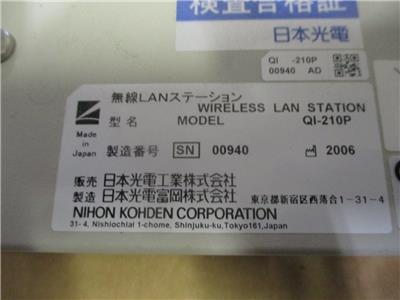 検査合格証
日本光電
QI -210P
00940 AD
無線LANステーション
WIRELESS LAN STATION
型 名 MODEL QI-210P
Made in Japan
製造番号 SN 00940 2006
販売 日本光電工業株式会社
製造 日本光電富岡株式会社 東京都新宿区西落合1-31-4
NIHON KOHDEN CORPORATION
31- 4, Nishiochiai 1-chome, Shinjuku-ku,Tokyo161,Japan